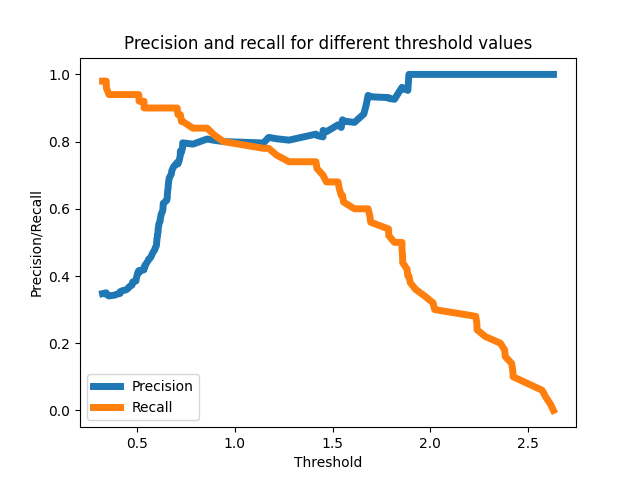 Precision and recall for different threshold values
1.0
0.8
0.6
0.4
0.2
0.0
Precision/Recall
Precision
Recall
0.5
1.0
1.5
2.0
2.5
Threshold